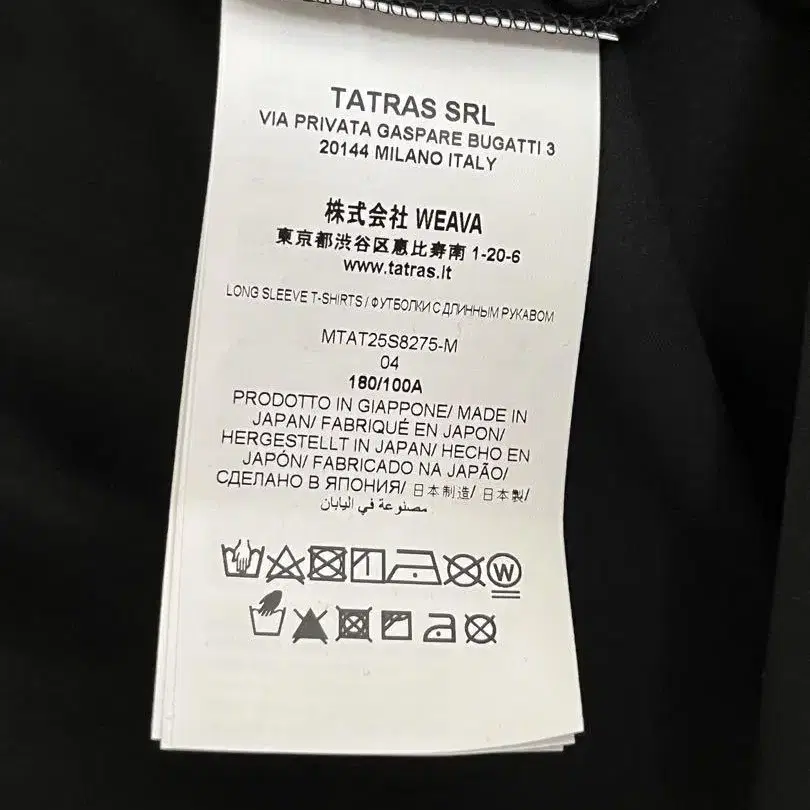 TATRAS SRL
VIA PRIVATA GASPARE BUGATTI 3
20144 MILANO ITALY
株式会社 WEAVA
東京都渋谷区恵比寿南 1-20-6
www.tatras.it
LONG SLEEVE T-SHIRTS / ФУТБОЛКИ С ДЛИННЫМ РУКАВОМ
MTAT25S8275-M
04
180/100A
PRODOTTO IN GIAPPONE/ MADE IN
JAPAN/ FABRIQUÉ EN JAPON/
HERGESTELLT IN JAPAN/ HECHO EN
JAPÓN/ FABRICADO NA JAPÃO/
СДЕЛАНО В ЯПОНИЯ/ 日本制造/ 日本製/
مصنوعة في اليابان
W